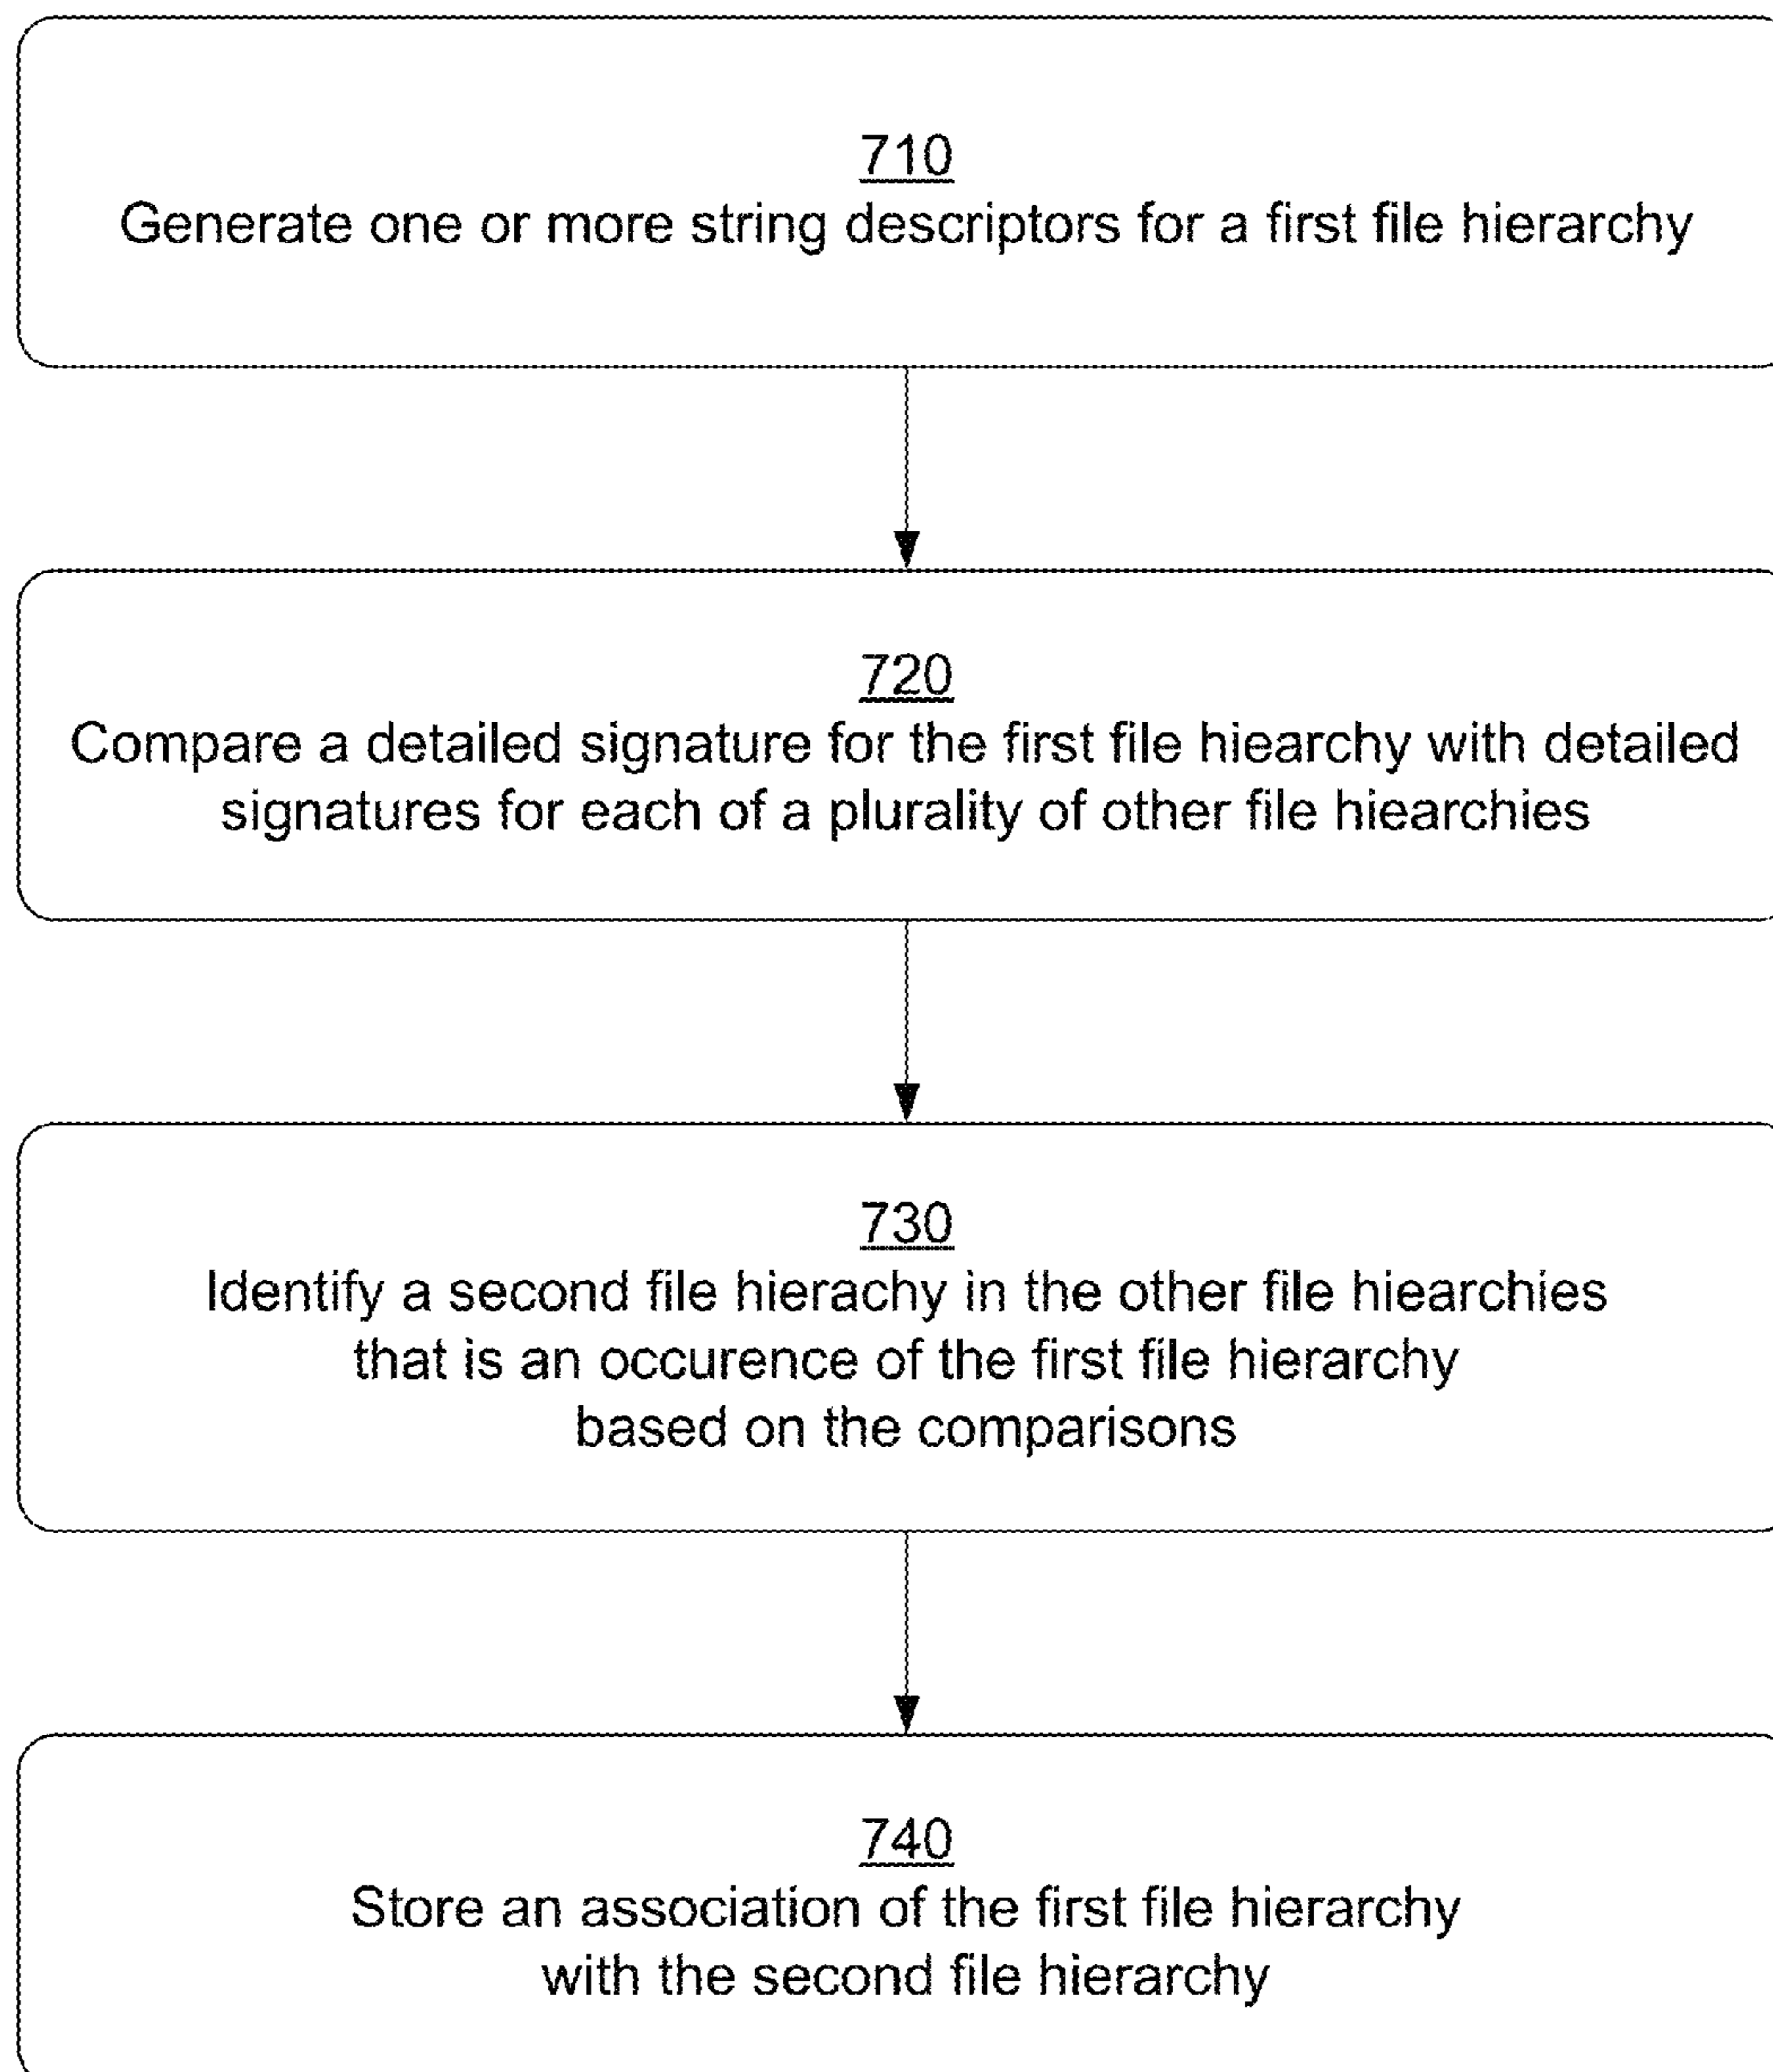 710
Generate one or more string descriptors for a first file hierarchy
720
Compare a detailed signature for the first file hiearchy with detailed
signatures for each of a plurality of other file hiearchies
730
Identify a second file hierachy in the other file hiearchies
that is an occurence of the first file hierarchy
based on the comparisons
740
Store an association of the first file hierarchy
with the second file hierarchy